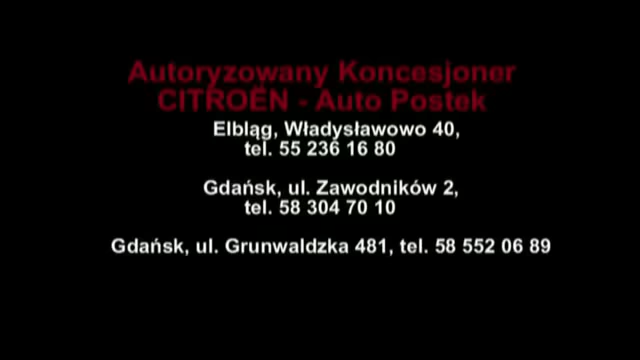 Autoryzowany Koncesjoner
CITROËN - Auto Postek
Elbląg, Władysławowo 40,
tel. 55 236 16 80
Gdańsk, ul. Zawodników 2,
tel. 58 304 70 10
Gdańsk, ul. Grunwaldzka 481, tel. 58 552 06 89